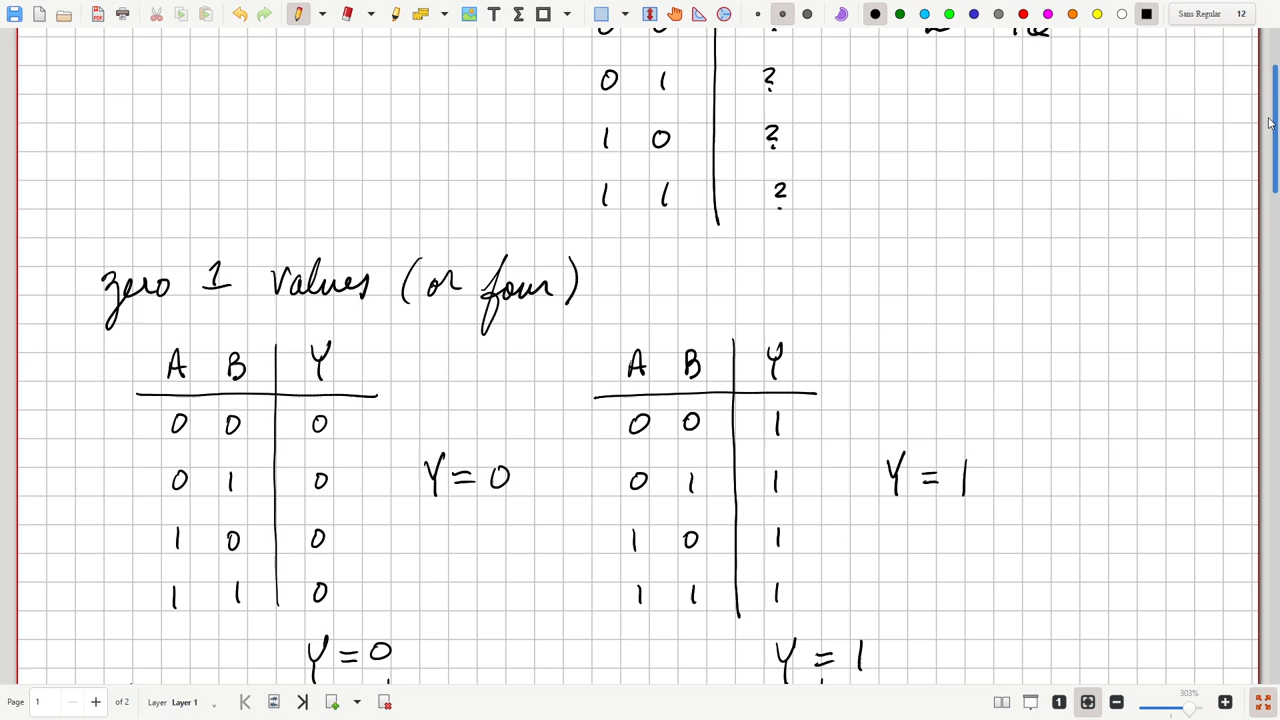 Sans Regular 12
0 1 ?
1 0 ?
1 1 ?
zero 1 values (or four)
A B Y A B Y
0 0 0 0 0 1
0 1 0 Y = 0 0 1 1 Y = 1
1 0 0 1 0 1
1 1 0 1 1 1
Y = 0 Y = 1
Page 1 of 2 Layer Layer 1 303%